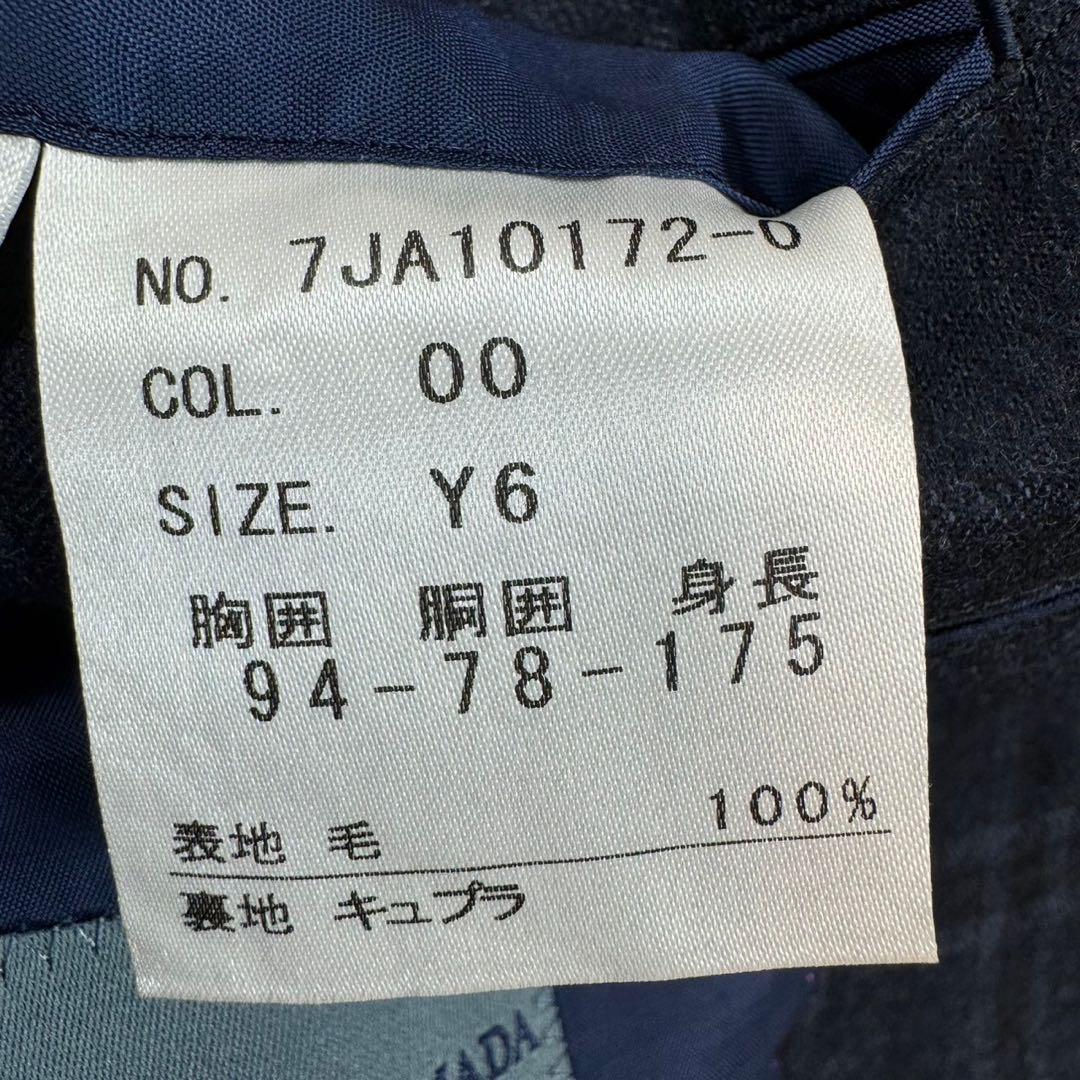 NO. 7JA10172-6
COL. 00
SIZE. Y6
胸囲 胴囲 身長
94-78-175
表地 毛 100%
裏地 キュプラ